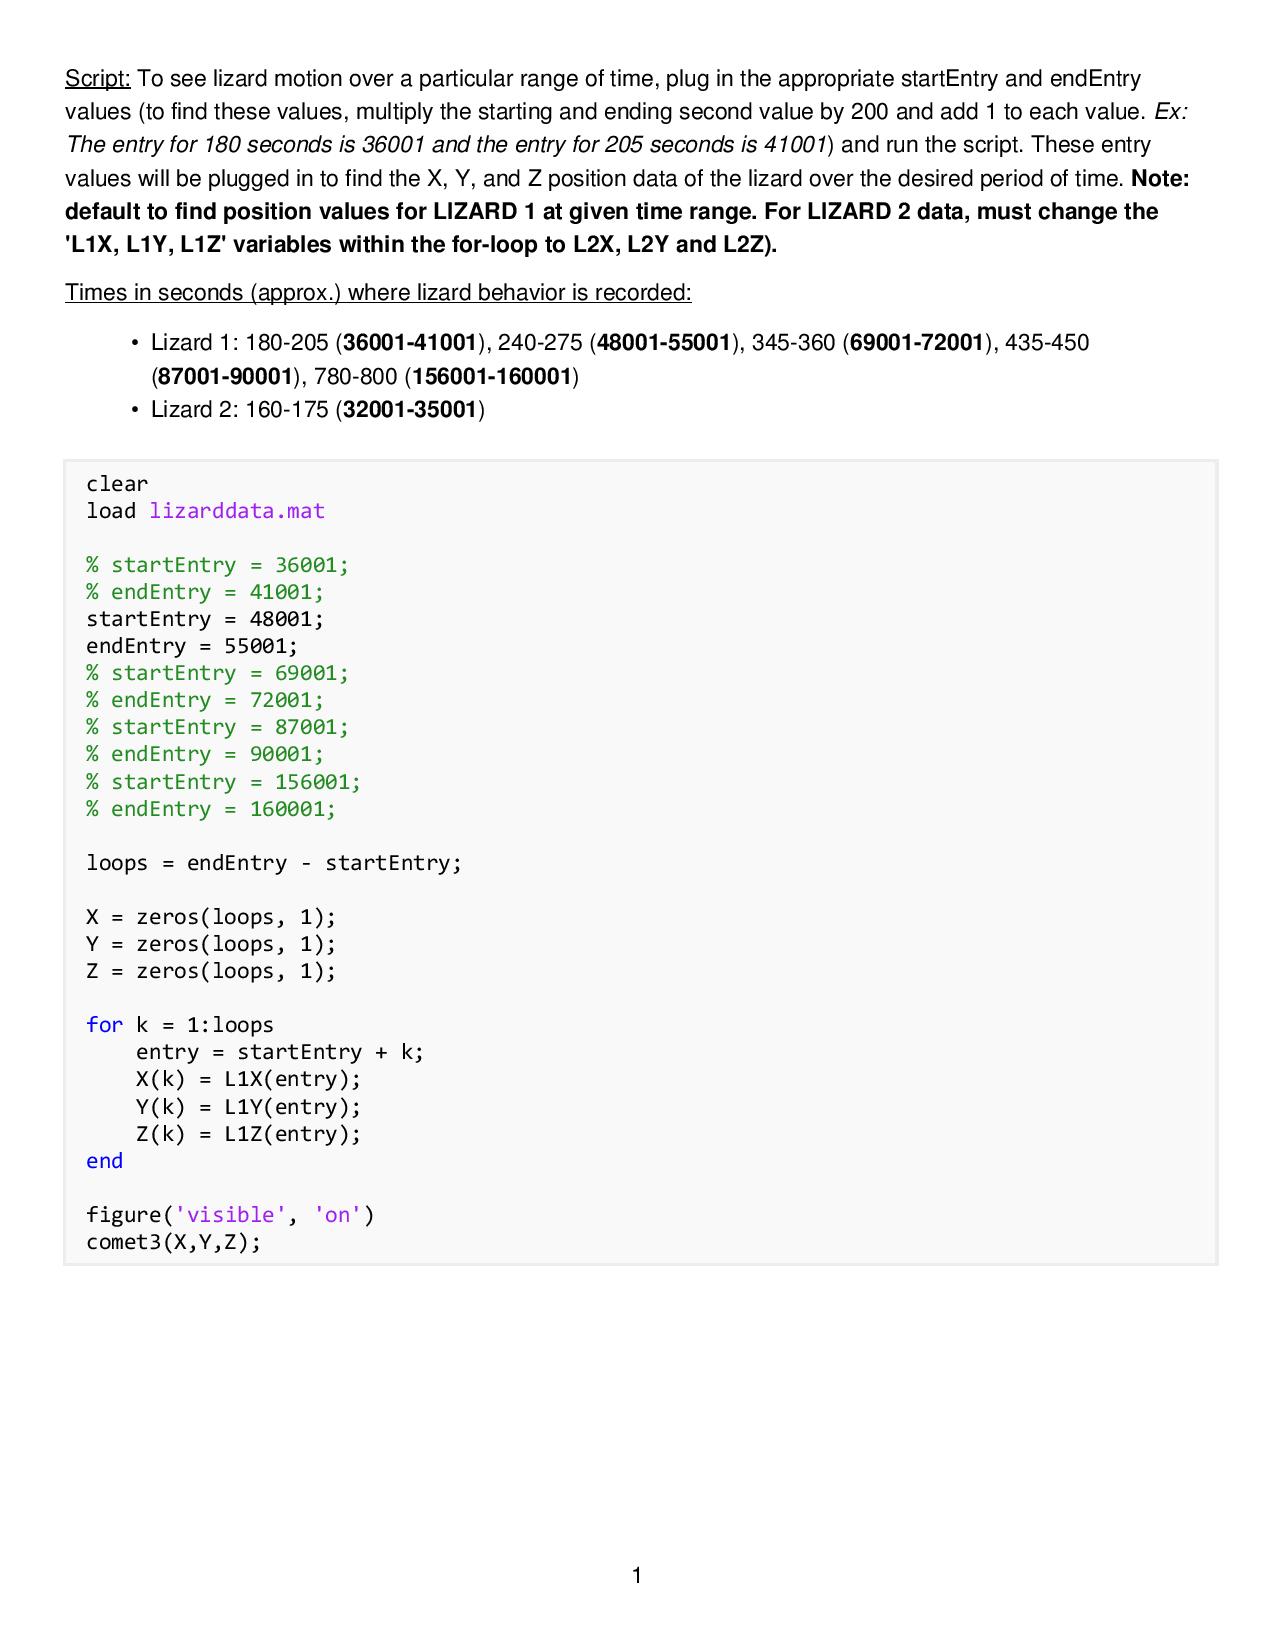 Script: To see lizard motion over a particular range of time, plug in the appropriate startEntry and endEntry
values (to find these values, multiply the starting and ending second value by 200 and add 1 to each value. Ex:
The entry for 180 seconds is 36001 and the entry for 205 seconds is 41001) and run the script. These entry
values will be plugged in to find the X, Y, and Z position data of the lizard over the desired period of time. Note:
default to find position values for LIZARD 1 at given time range. For LIZARD 2 data, must change the
'L1X, L1Y, L1Z' variables within the for-loop to L2X, L2Y and L2Z).
Times in seconds (approx.) where lizard behavior is recorded:
• Lizard 1: 180-205 (36001-41001), 240-275 (48001-55001), 345-360 (69001-72001), 435-450
(87001-90001), 780-800 (156001-160001)
• Lizard 2: 160-175 (32001-35001)
clear
load lizarddata.mat
% startEntry = 36001;
% endEntry = 41001;
startEntry = 48001;
endEntry = 55001;
% startEntry = 69001;
% endEntry = 72001;
% startEntry = 87001;
% endEntry = 90001;
% startEntry = 156001;
% endEntry = 160001;
loops = endEntry - startEntry;
X = zeros(loops, 1);
Y = zeros(loops, 1);
Z = zeros(loops, 1);
for k = 1:loops
    entry = startEntry + k;
    X(k) = L1X(entry);
    Y(k) = L1Y(entry);
    Z(k) = L1Z(entry);
end
figure('visible', 'on')
comet3(X,Y,Z);
1